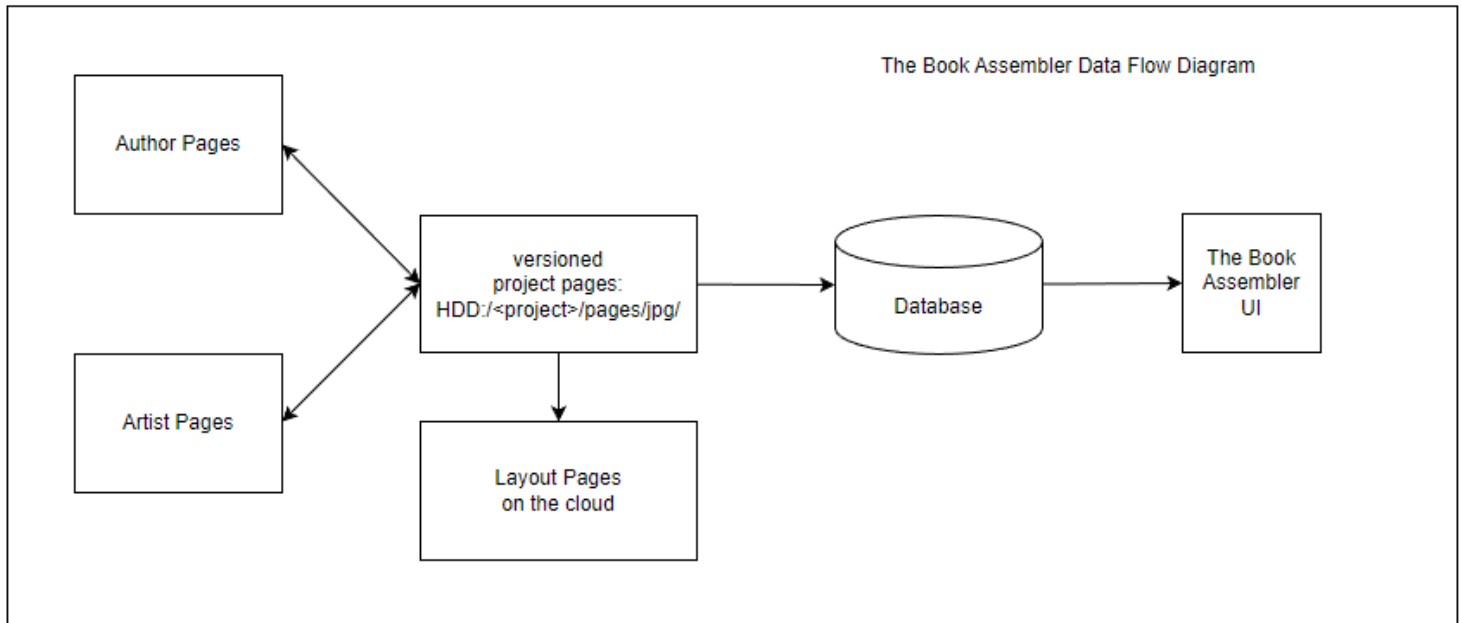 The Book Assembler Data Flow Diagram
Author Pages
versioned
project pages:
HDD:/<project>/pages/jpg/
Database
The Book
Assembler
UI
Artist Pages
Layout Pages
on the cloud